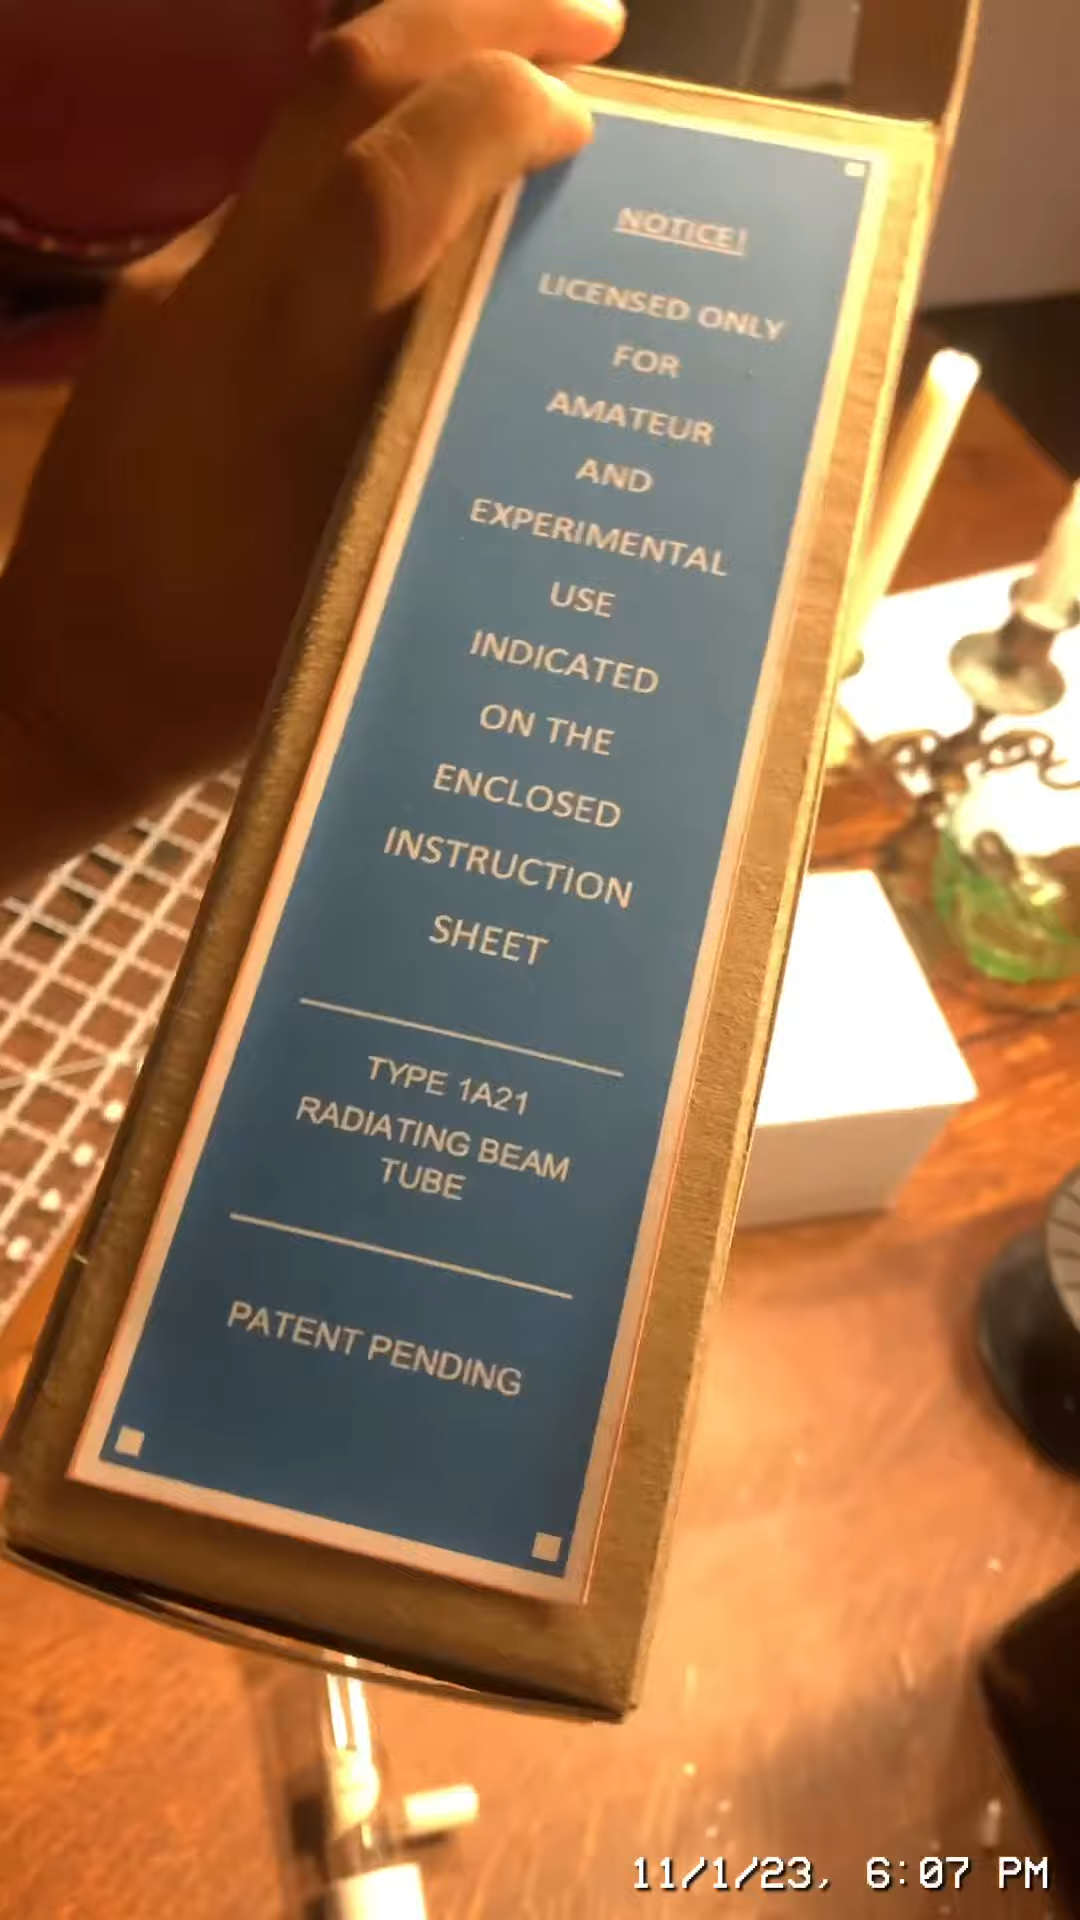 NOTICE!
LICENSED ONLY
FOR
AMATEUR
AND
EXPERIMENTAL
USE
INDICATED
ON THE
ENCLOSED
INSTRUCTION
SHEET
TYPE 1A21
RADIATING BEAM
TUBE
PATENT PENDING
11/1/23, 6:07 PM